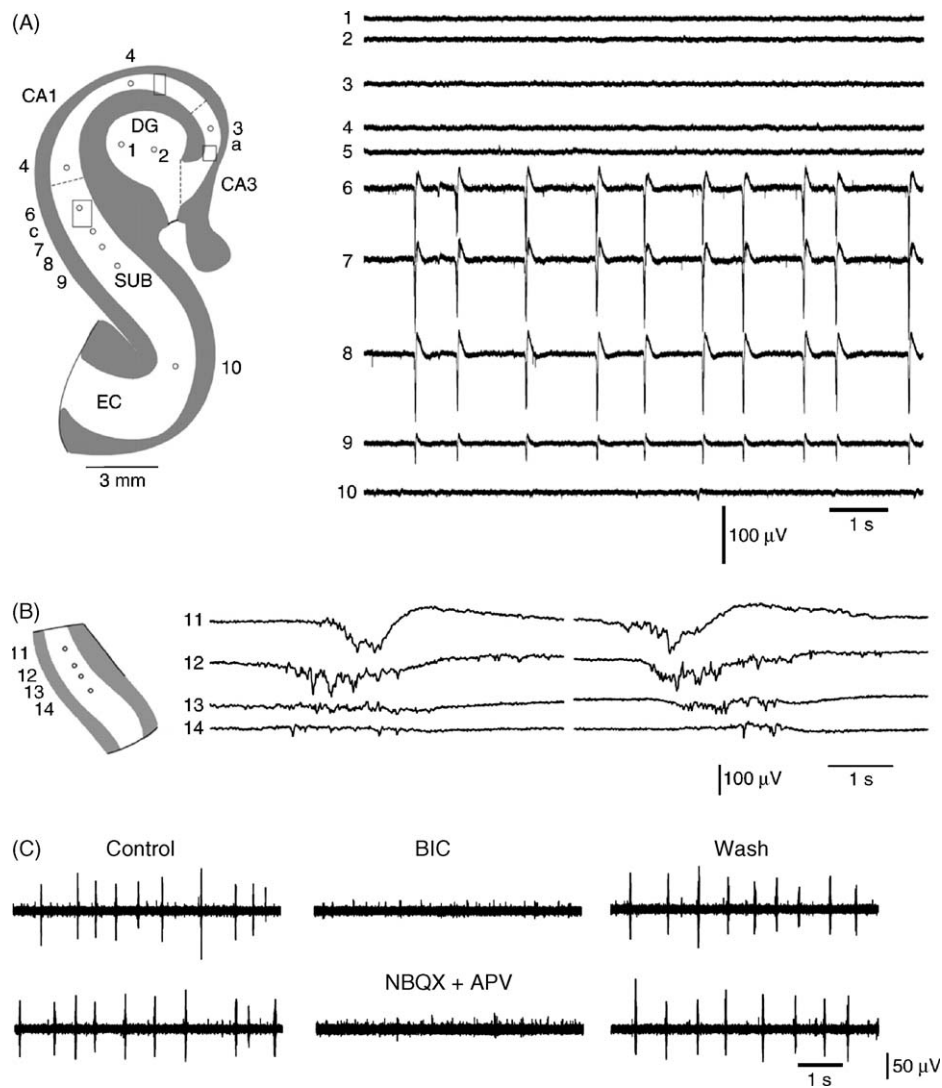 (A)
4
CA1
DG
1
2
3
a
CA3
4
6
c
7
8
9
SUB
10
EC
3 mm
1
2
3
4
5
6
7
8
9
10
100 μV
1 s
(B)
11
12
13
14
11
12
13
14
100 μV
1 s
(C)
Control
BIC
Wash
NBQX + APV
1 s
50 μV